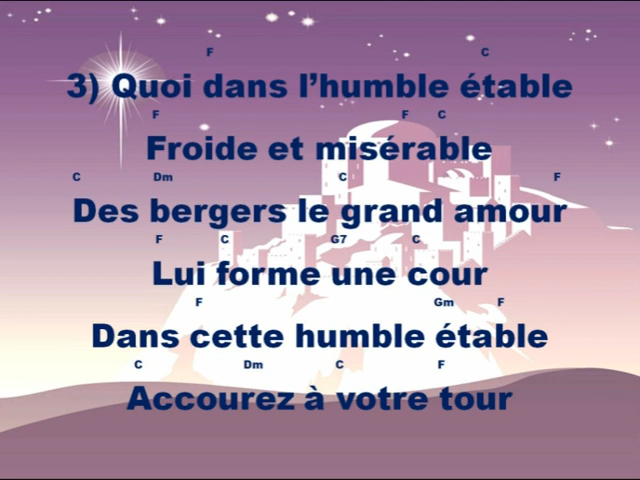 F C
3) Quoi dans l’humble étable
F F C
Froide et misérable
C Dm C F
Des bergers le grand amour
F C G7 C
Lui forme une cour
F Gm F
Dans cette humble étable
C Dm C F
Accourez à votre tour